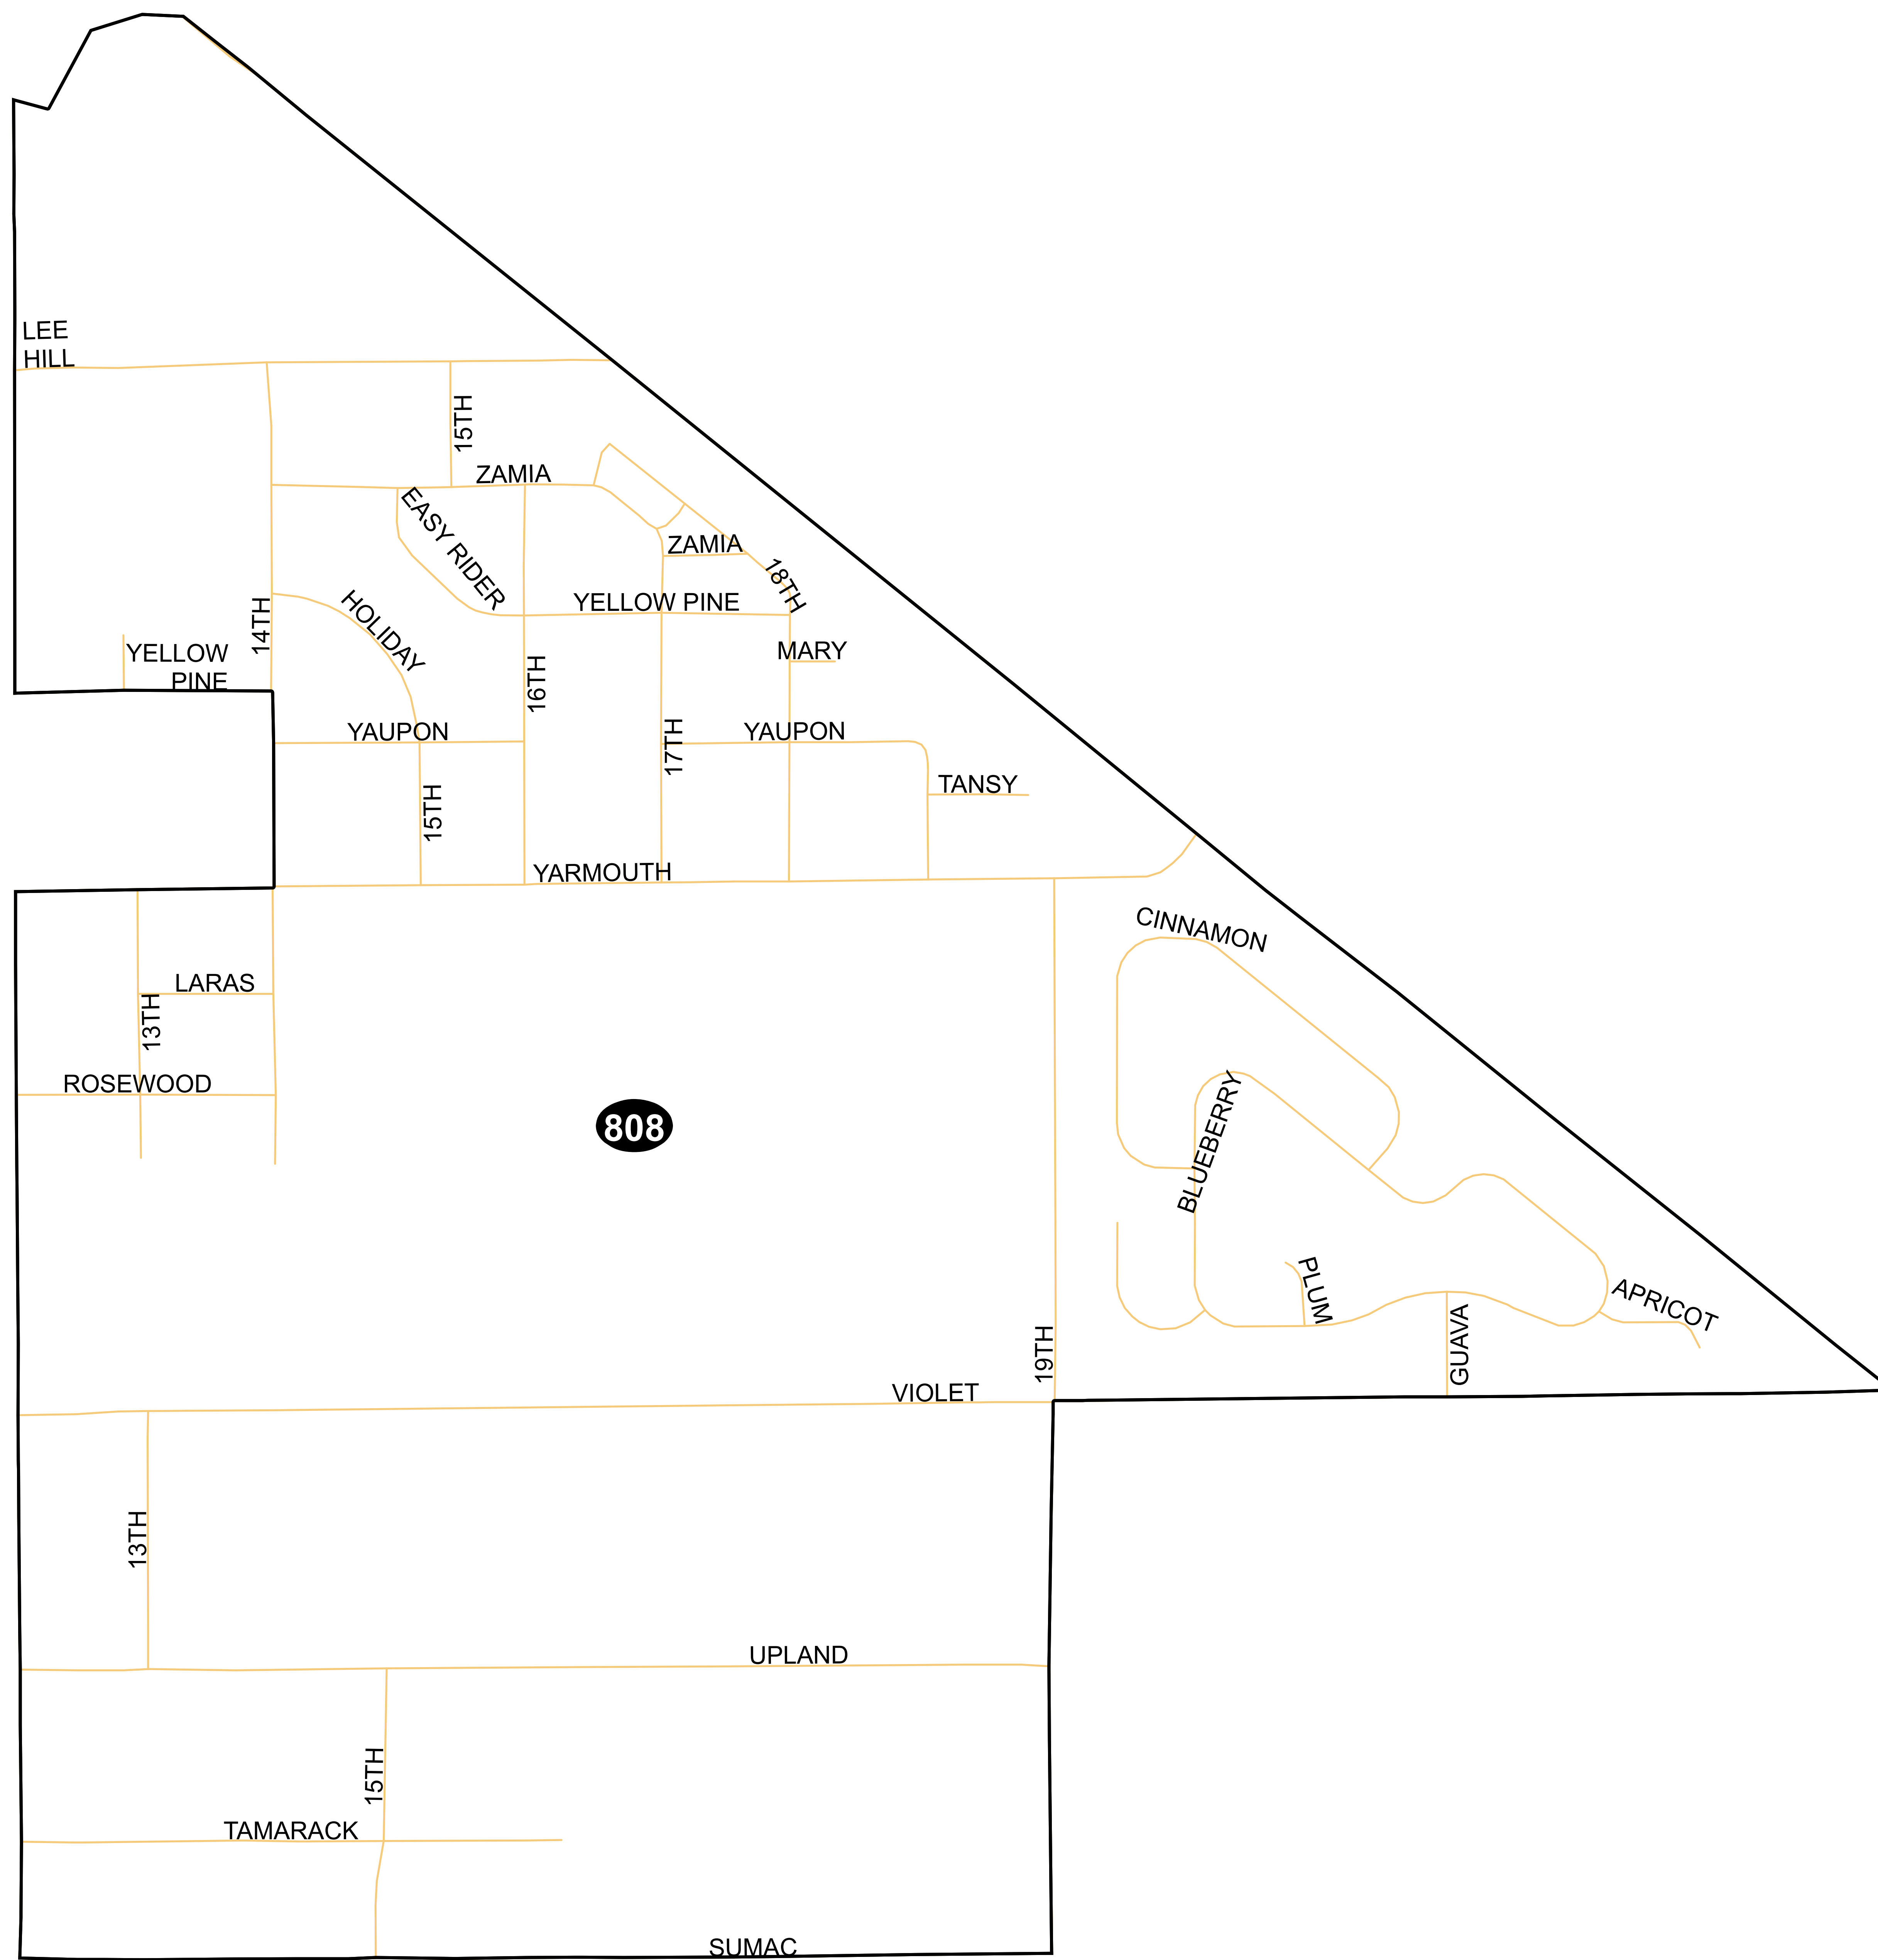 LEE
HILL
15TH
ZAMIA
EASY RIDER
ZAMIA
18TH
HOLIDAY
14TH
YELLOW PINE
YELLOW
PINE
MARY
16TH
YAUPON
17TH
YAUPON
TANSY
15TH
YARMOUTH
CINNAMON
LARAS
13TH
ROSEWOOD
808
BLUEBERRY
PLUM
APRICOT
GUAVA
19TH
VIOLET
13TH
UPLAND
15TH
TAMARACK
SUMAC